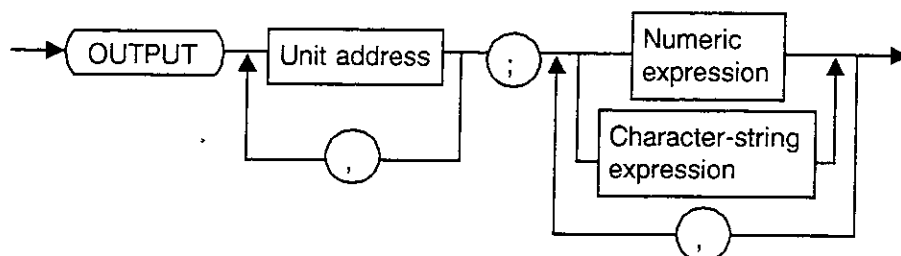 OUTPUT
Unit address
,
;
Numeric
expression
Character-string
expression
,